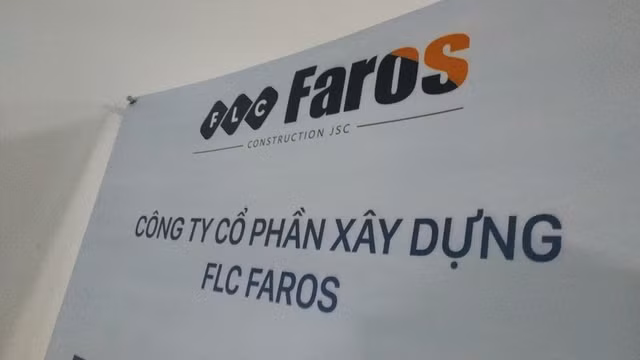 FLC Faros
CONSTRUCTION JSC
CÔNG TY CỔ PHẦN XÂY DỰNG
FLC FAROS